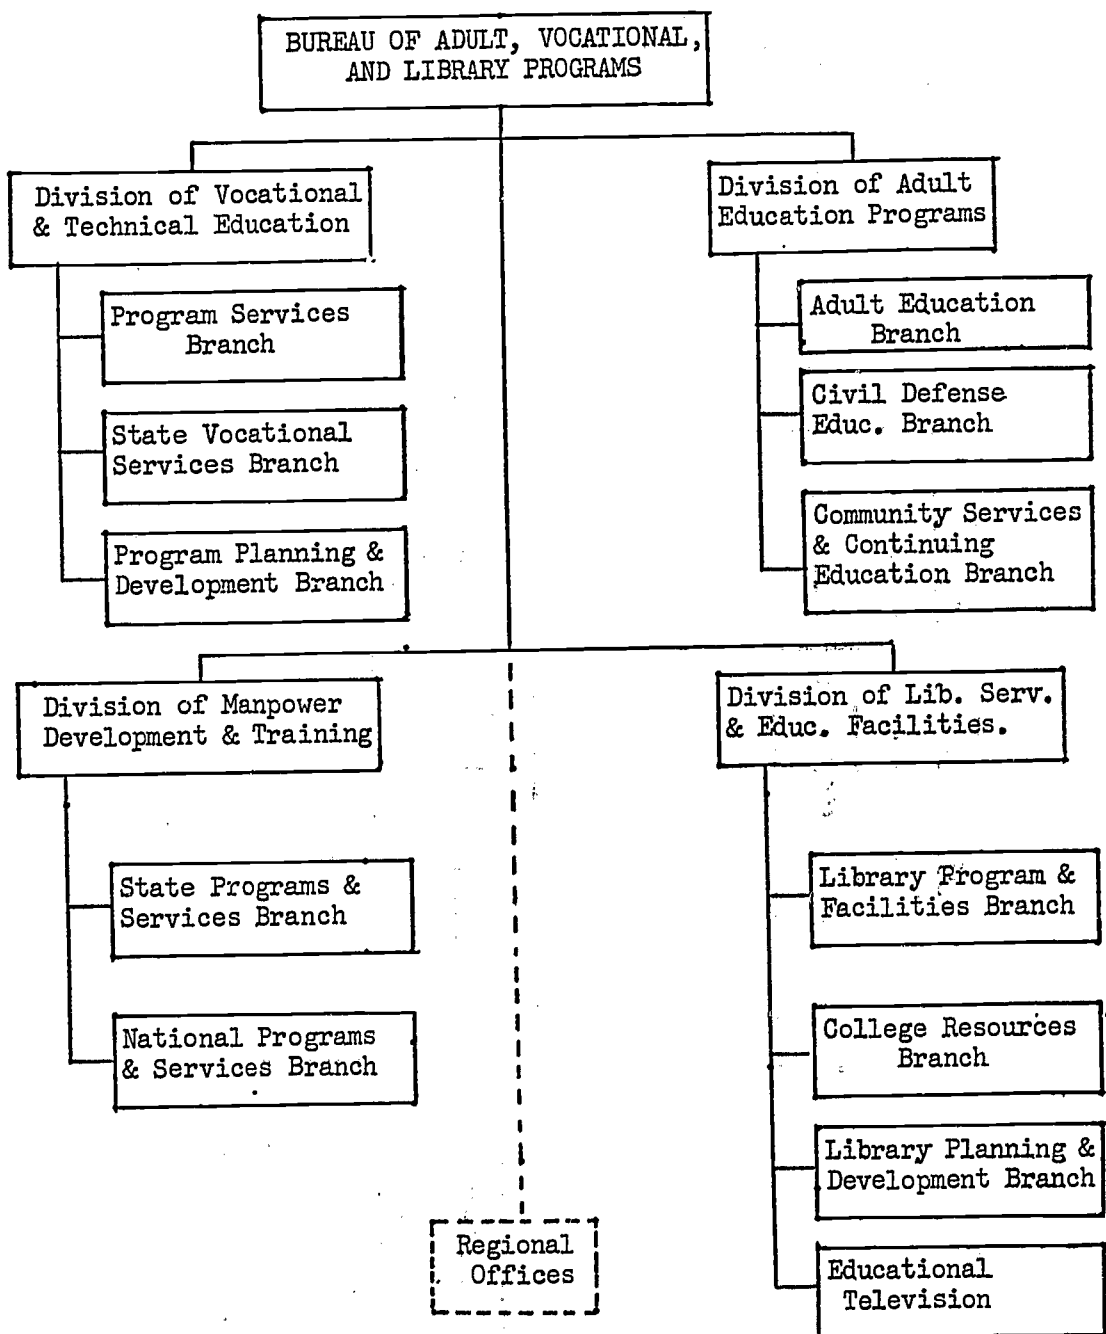 BUREAU OF ADULT, VOCATIONAL,
AND LIBRARY PROGRAMS
Division of Vocational
& Technical Education
Program Services
Branch
State Vocational
Services Branch
Program Planning &
Development Branch
Division of Adult
Education Programs
Adult Education
Branch
Civil Defense
Educ. Branch
Community Services
& Continuing
Education Branch
Division of Manpower
Development & Training
State Programs &
Services Branch
National Programs
& Services Branch
Division of Lib. Serv.
& Educ. Facilities.
Library Program &
Facilities Branch
College Resources
Branch
Library Planning &
Development Branch
Educational
Television
Regional
Offices